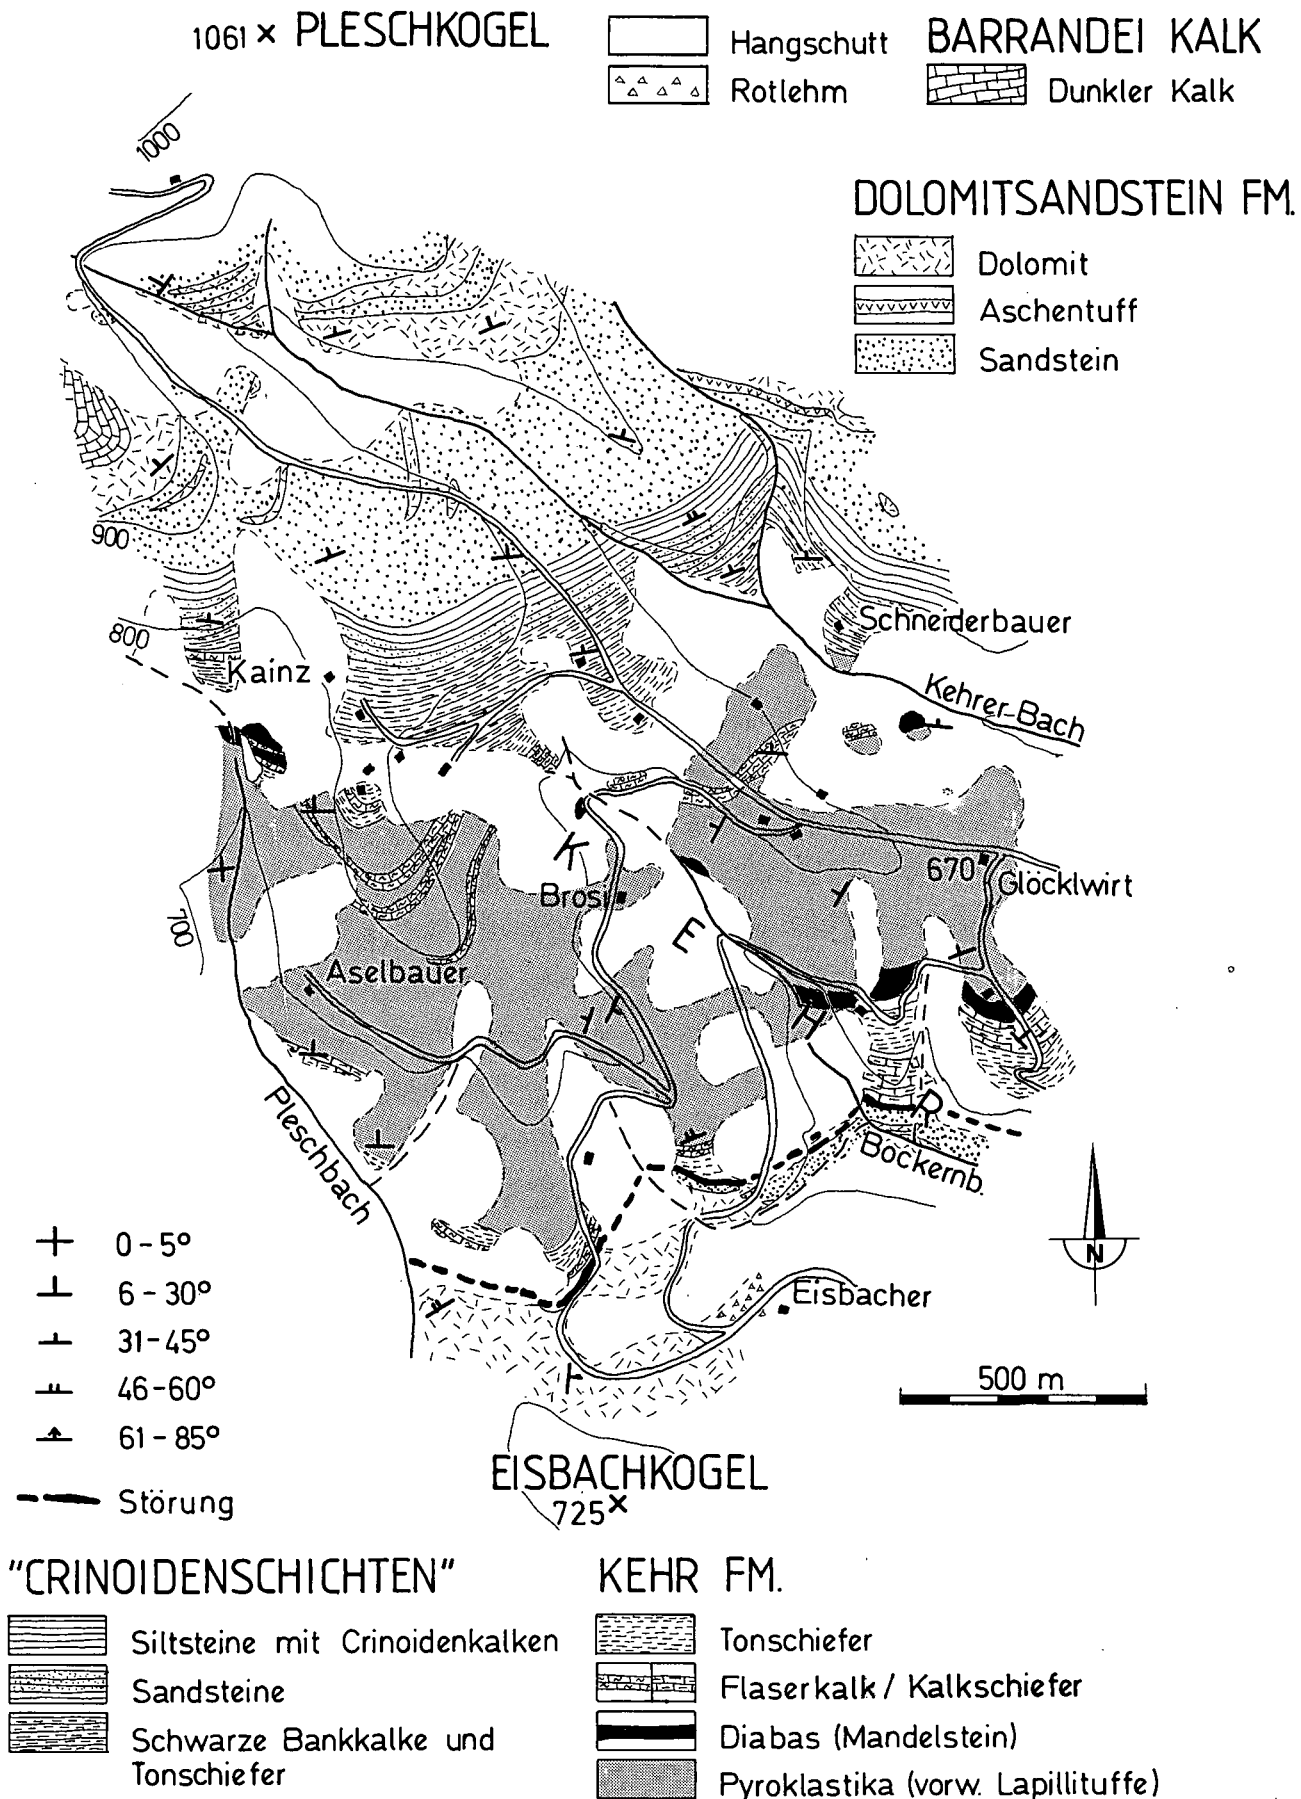 1061 × PLESCHKOGEL
Hangschutt
Rotlehm
BARRANDEI KALK
Dunkler Kalk
1000
DOLOMITSANDSTEIN FM.
Dolomit
Aschentuff
Sandstein
900
800
Kainz
Schneiderbauer
Kehrer-Bach
KEHR
Brosi
670
Glöcklwirt
700
Aselbauer
Pleschbach
Böckernb.
N
Eisbacher
0-5°
6-30°
31-45°
46-60°
61-85°
Störung
500 m
EISBACHKOGEL
725 ×
"CRINOIDENSCHICHTEN"
Siltsteine mit Crinoidenkalken
Sandsteine
Schwarze Bankkalke und
Tonschiefer
KEHR FM.
Tonschiefer
Flaserkalk / Kalkschiefer
Diabas (Mandelstein)
Pyroklastika (vorw. Lapillituffe)